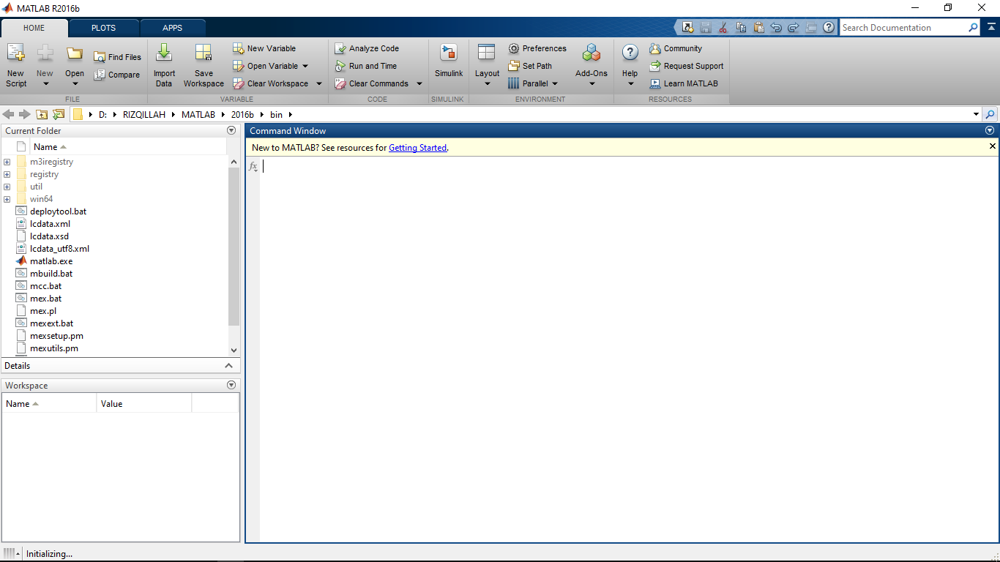 MATLAB R2016b
HOME PLOTS APPS Search Documentation
New Script New Open Find Files Compare
FILE
Import Data Save Workspace New Variable Open Variable Clear Workspace
VARIABLE
Analyze Code Run and Time Clear Commands
CODE
Simulink
SIMULINK
Layout Preferences Set Path Parallel Add-Ons
ENVIRONMENT
Help Community Request Support Learn MATLAB
RESOURCES
D: RIZQILLAH MATLAB 2016b bin
Current Folder
Name
m3iregistry
registry
util
win64
deploytool.bat
lcdata.xml
lcdata.xsd
lcdata_utf8.xml
matlab.exe
mbuild.bat
mcc.bat
mex.bat
mex.pl
mexext.bat
mexsetup.pm
mexutils.pm
Details
Workspace
Name Value
Command Window
New to MATLAB? See resources for Getting Started.
fx
Initializing...